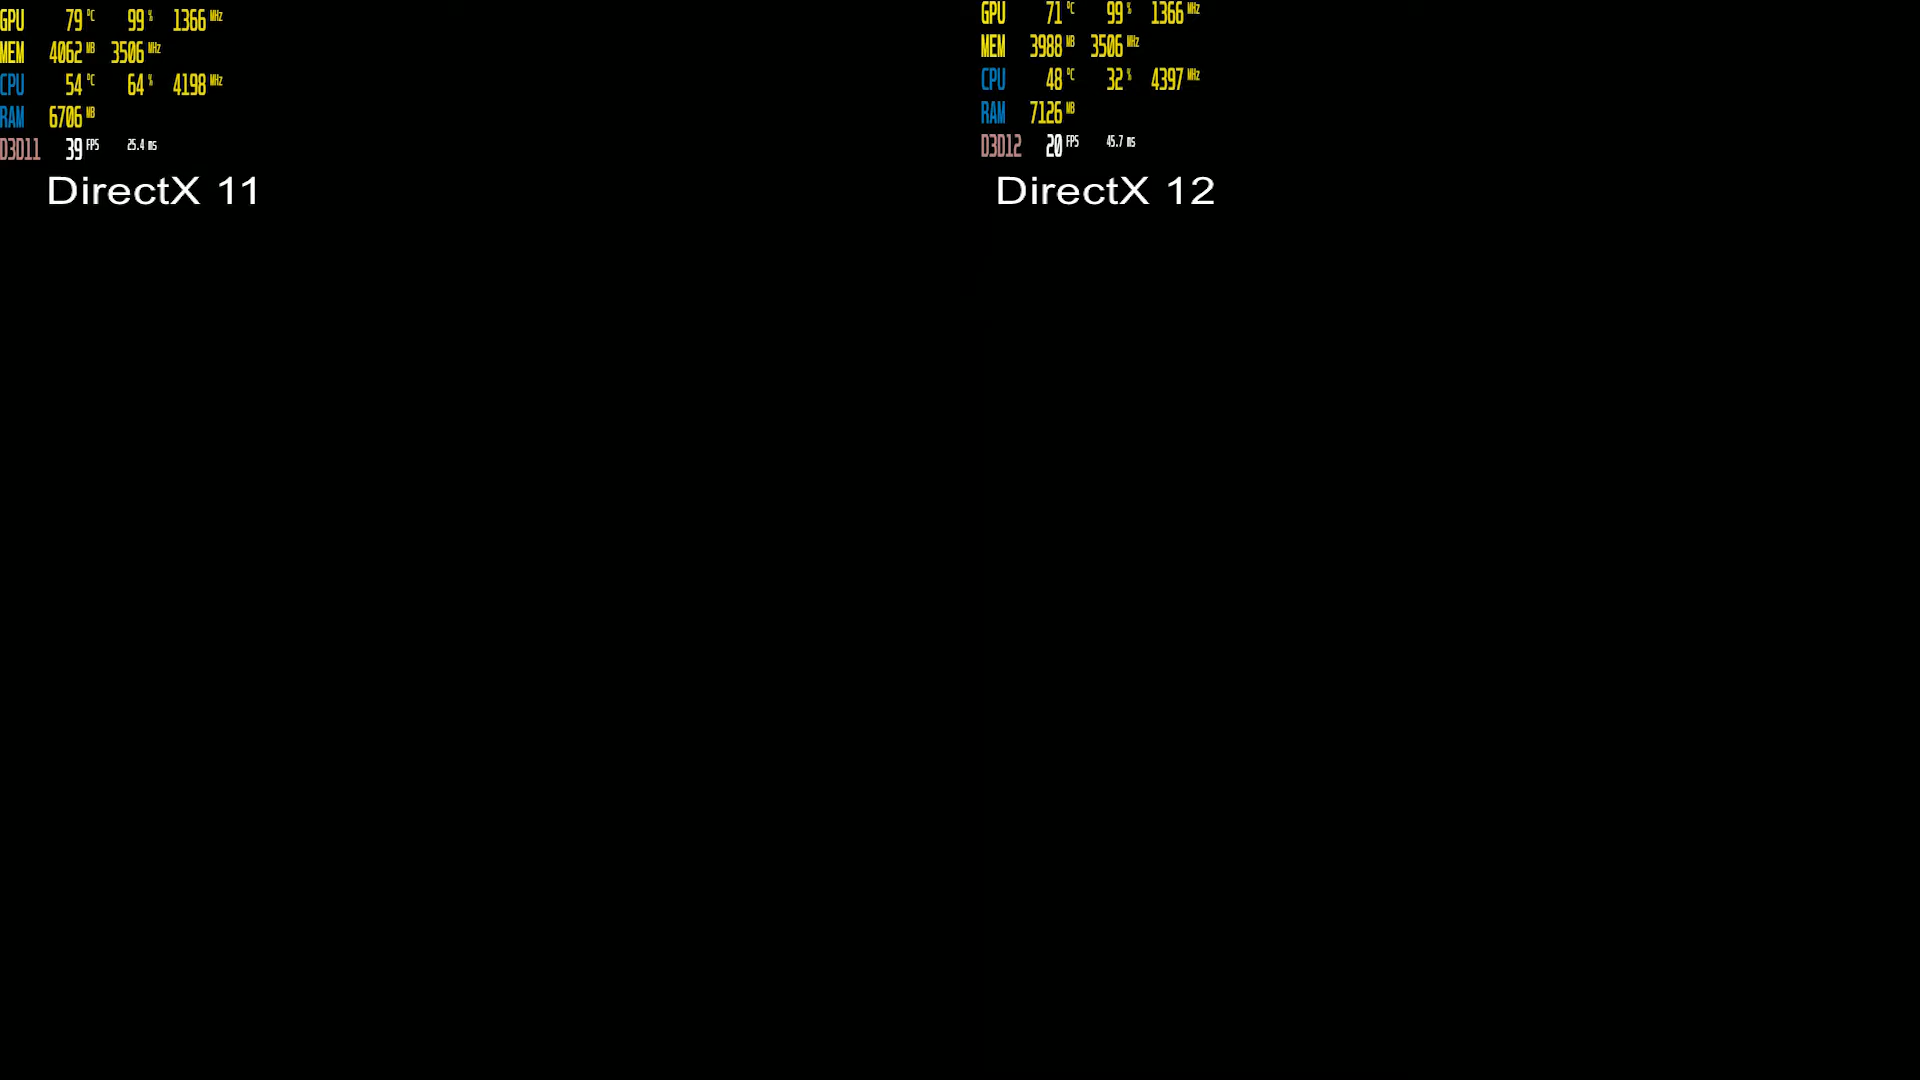 GPU 79 °C 99 % 1366 MHz
MEM 4062 MB 3506 MHz
CPU 54 °C 64 % 4198 MHz
RAM 6706 MB
D3D11 39 FPS 25.4 ms
DirectX 11
GPU 71 °C 99 % 1366 MHz
MEM 3988 MB 3506 MHz
CPU 48 °C 32 % 4397 MHz
RAM 7126 MB
D3D12 20 FPS 45.7 ms
DirectX 12